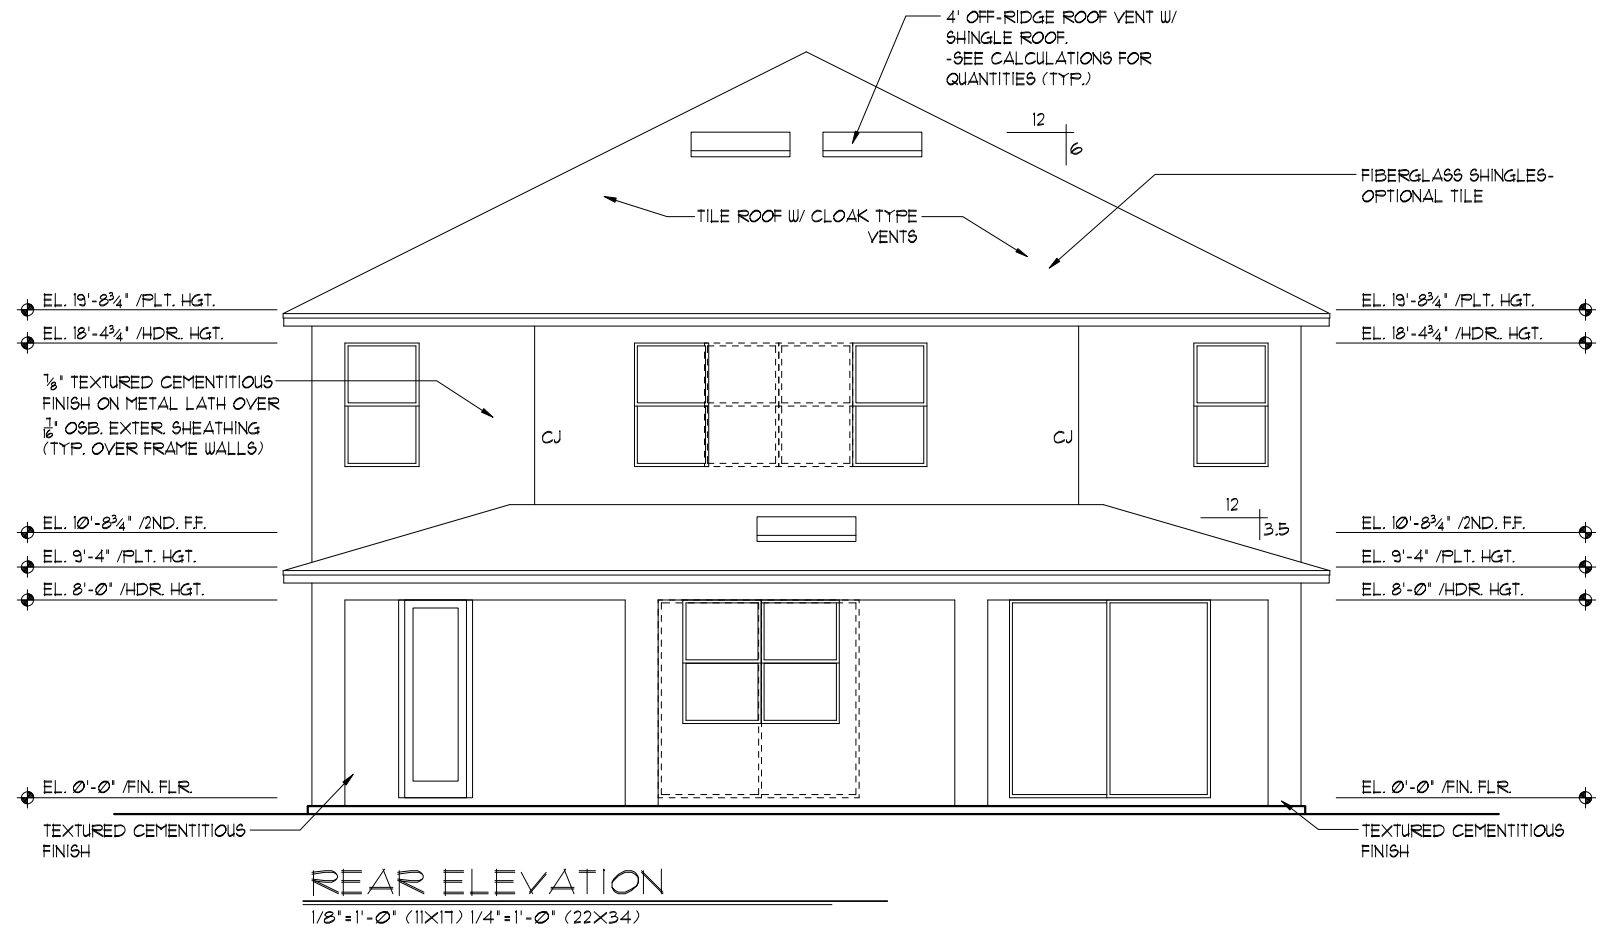 4' OFF-RIDGE ROOF VENT W/
SHINGLE ROOF.
-SEE CALCULATIONS FOR
QUANTITIES (TYP.)
12
6
FIBERGLASS SHINGLES-
OPTIONAL TILE
TILE ROOF W/ CLOAK TYPE
VENTS
EL. 19'-8¾" /PLT. HGT.
EL. 19'-8¾" /PLT. HGT.
EL. 18'-4¾" /HDR. HGT.
EL. 18'-4¾" /HDR. HGT.
⅞" TEXTURED CEMENTITIOUS
FINISH ON METAL LATH OVER
7/16" OSB. EXTER. SHEATHING
(TYP. OVER FRAME WALLS)
CJ
CJ
12
3.5
EL. 10'-8¾" /2ND. F.F.
EL. 10'-8¾" /2ND. F.F.
EL. 9'-4" /PLT. HGT.
EL. 9'-4" /PLT. HGT.
EL. 8'-0" /HDR. HGT.
EL. 8'-0" /HDR. HGT.
EL. 0'-0" /FIN. FLR.
EL. 0'-0" /FIN. FLR.
TEXTURED CEMENTITIOUS
FINISH
TEXTURED CEMENTITIOUS
FINISH
REAR ELEVATION
1/8"=1'-0" (11X17) 1/4"=1'-0" (22X34)